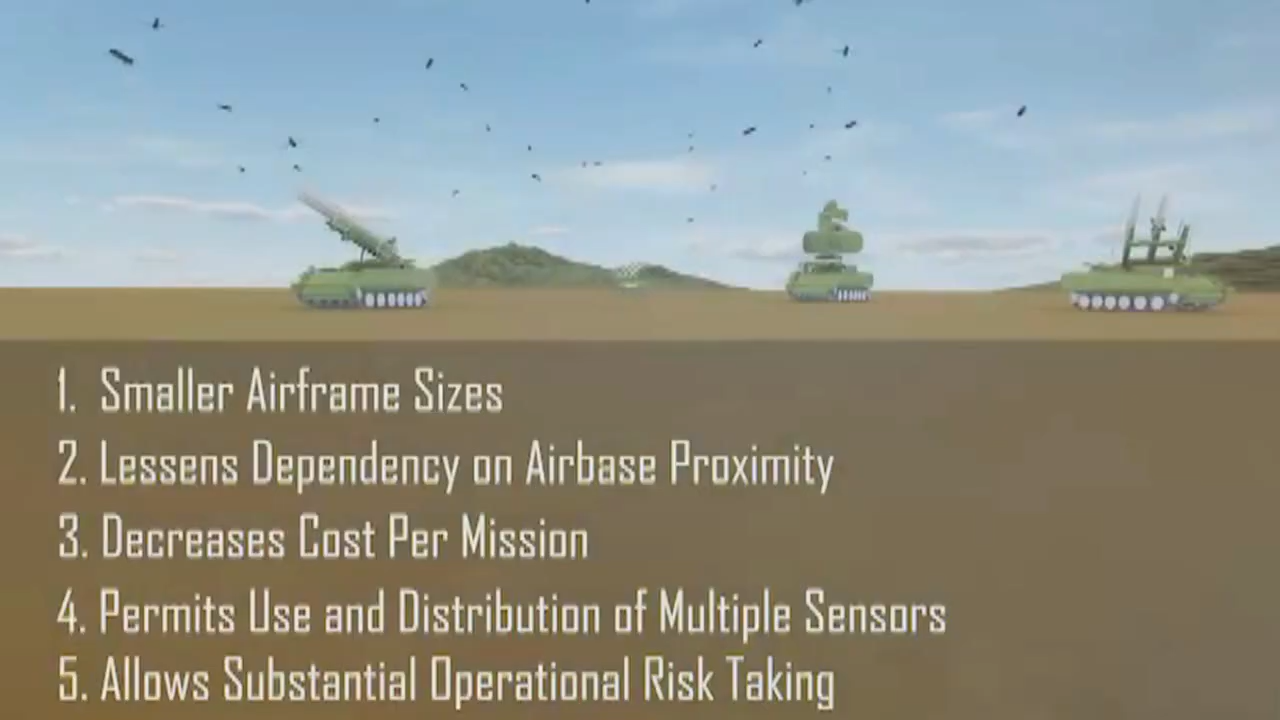 1. Smaller Airframe Sizes
2. Lessens Dependency on Airbase Proximity
3. Decreases Cost Per Mission
4. Permits Use and Distribution of Multiple Sensors
5. Allows Substantial Operational Risk Taking